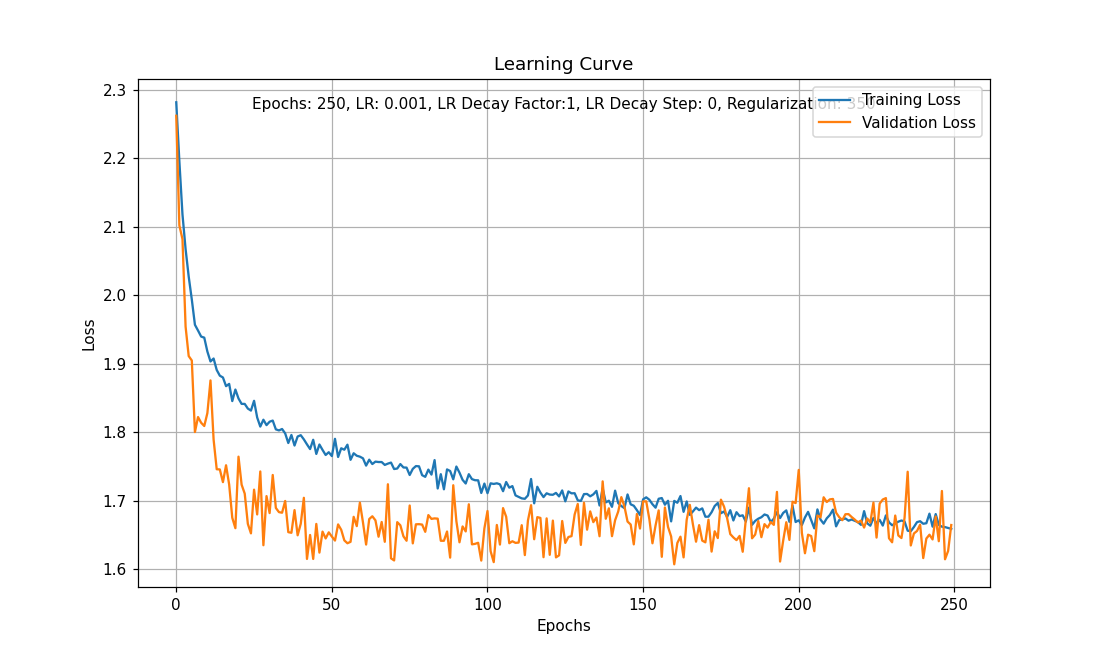 Learning Curve
Epochs: 250, LR: 0.001, LR Decay Factor:1, LR Decay Step: 0, Regularization: 350
Training Loss
Validation Loss
2.3
2.2
2.1
2.0
1.9
1.8
1.7
1.6
Loss
0 50 100 150 200 250
Epochs